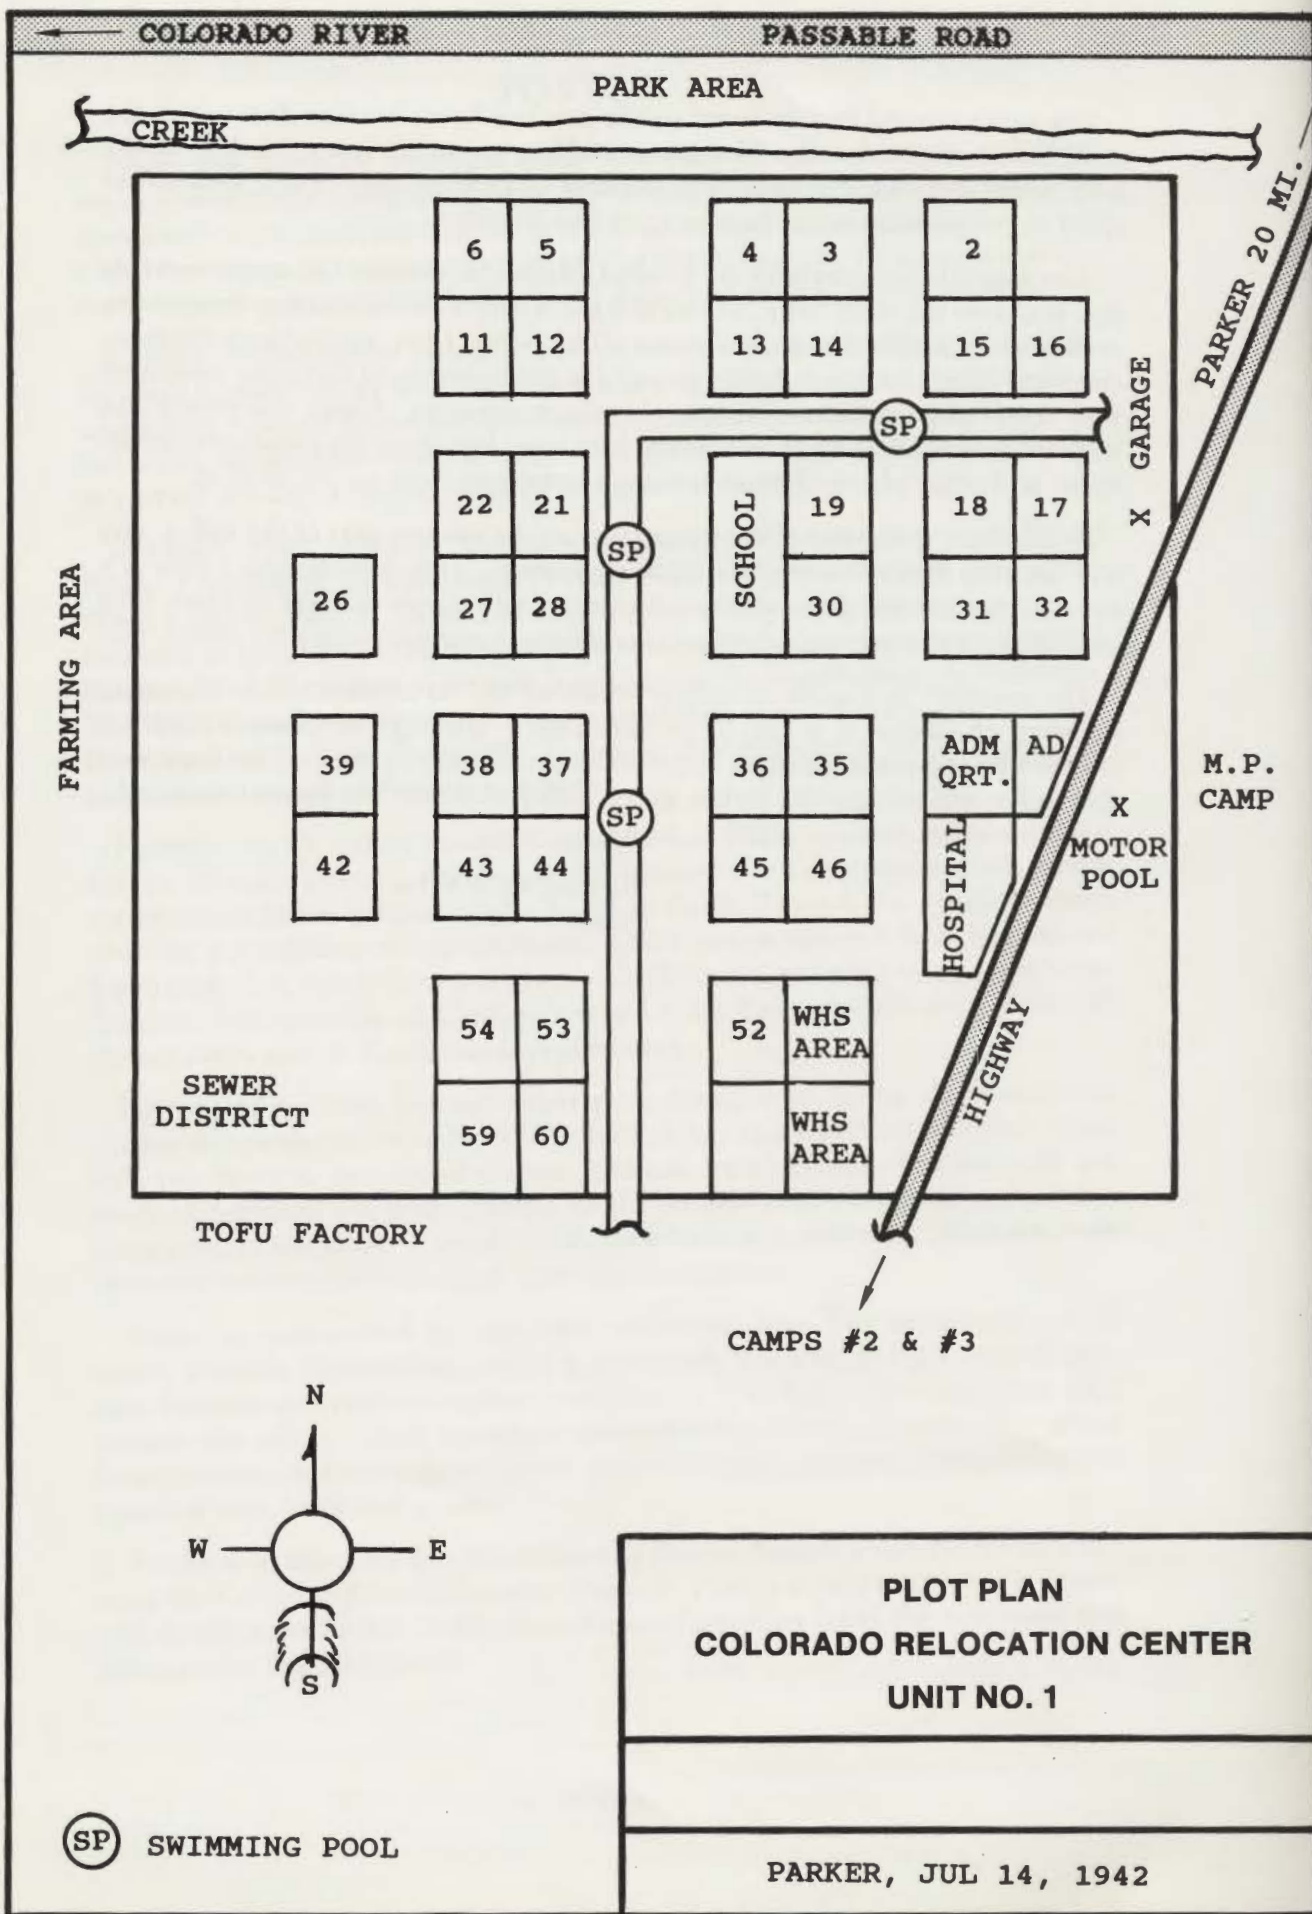 COLORADO RIVER PASSABLE ROAD
PARK AREA
CREEK
PARKER 20 MI.
6 5 4 3 2
11 12 13 14 15 16
X GARAGE
SP
22 21 SCHOOL 19 18 17
SP
26 27 28 30 31 32
FARMING AREA
39 38 37 36 35 ADM AD
QRT.
M.P.
CAMP
SP
X
MOTOR
POOL
42 43 44 45 46 HOSPITAL
54 53 52 WHS
AREA
HIGHWAY
SEWER
DISTRICT
59 60 WHS
AREA
TOFU FACTORY
CAMPS #2 & #3
N
W E
S
PLOT PLAN
COLORADO RELOCATION CENTER
UNIT NO. 1
SP SWIMMING POOL
PARKER, JUL 14, 1942